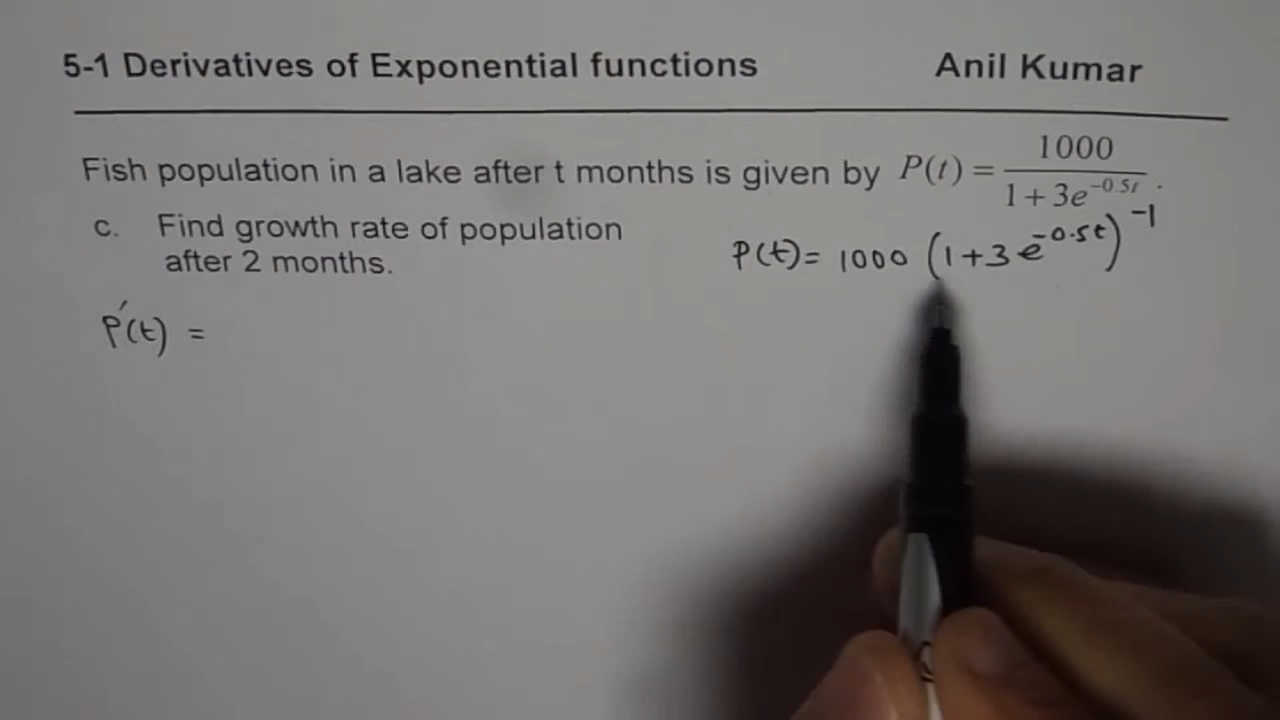 5-1 Derivatives of Exponential functions Anil Kumar
Fish population in a lake after t months is given by P(t) = 1000 / (1 + 3e^{-0.5t}).
c. Find growth rate of population
after 2 months.
P(t) = 1000 (1+3e^{-0.5t})^{-1}
P'(t) =